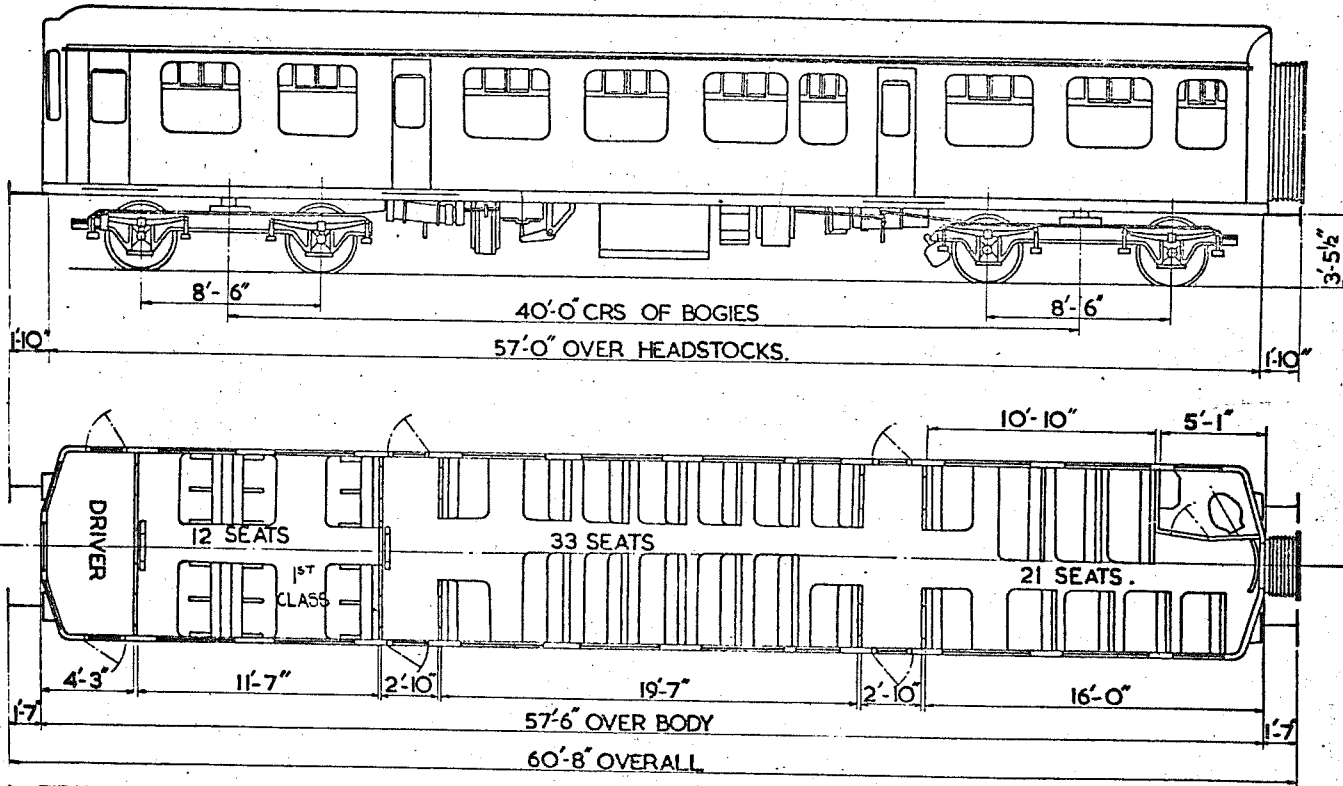 3'-5½"
8'-6"
40'-0" CRS OF BOGIES
8'-6"
1'-10"
57'-0" OVER HEADSTOCKS.
1'-10"
10'-10"
5'-1"
DRIVER
12 SEATS
1ST
CLASS
33 SEATS
21 SEATS.
4'-3"
11'-7"
2'-10"
19'-7"
2'-10"
16'-0"
1'-7"
57'-6" OVER BODY
1'-7"
60'-8" OVERALL